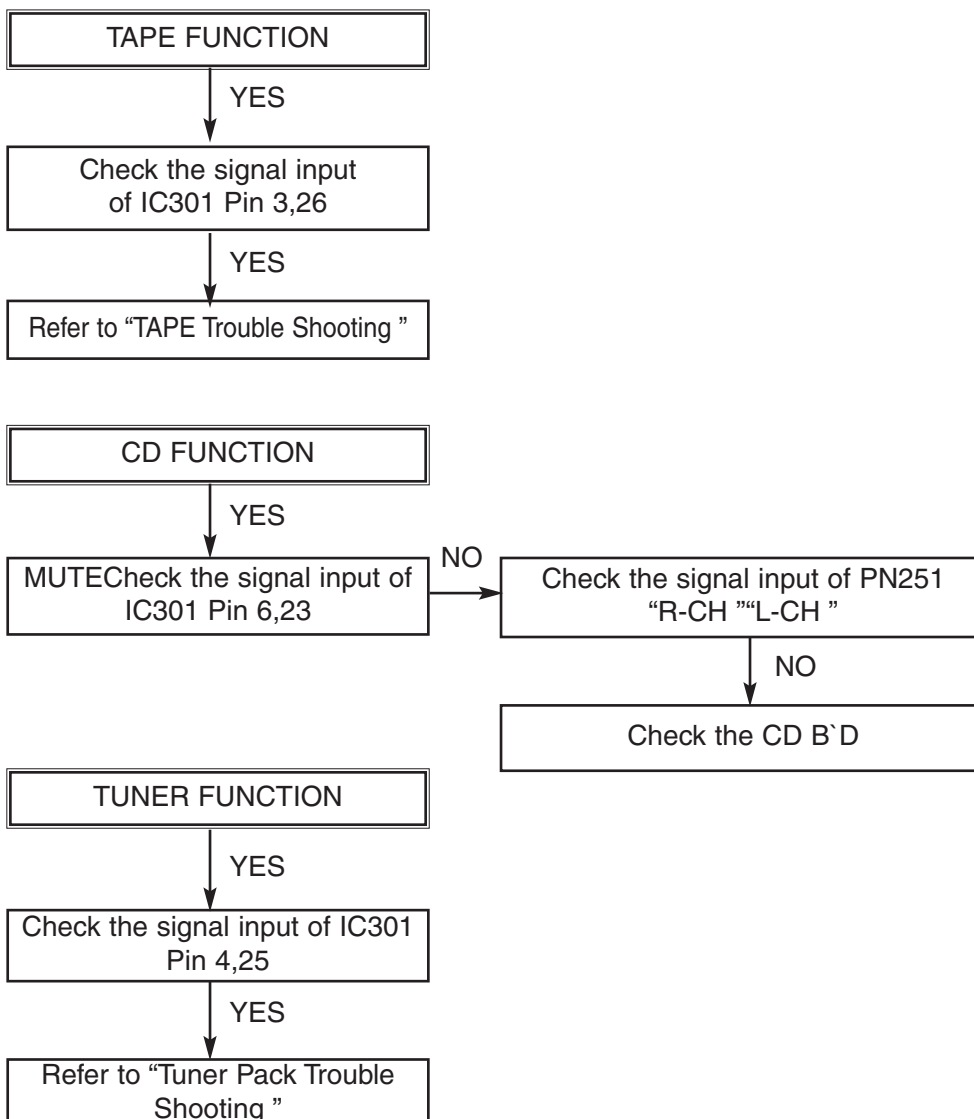 TAPE FUNCTION
YES
Check the signal input
of IC301 Pin 3,26
YES
Refer to “TAPE Trouble Shooting ”
CD FUNCTION
YES
MUTECheck the signal input of
IC301 Pin 6,23
NO
Check the signal input of PN251
“R-CH ”“L-CH ”
NO
Check the CD B`D
TUNER FUNCTION
YES
Check the signal input of IC301
Pin 4,25
YES
Refer to “Tuner Pack Trouble
Shooting ”